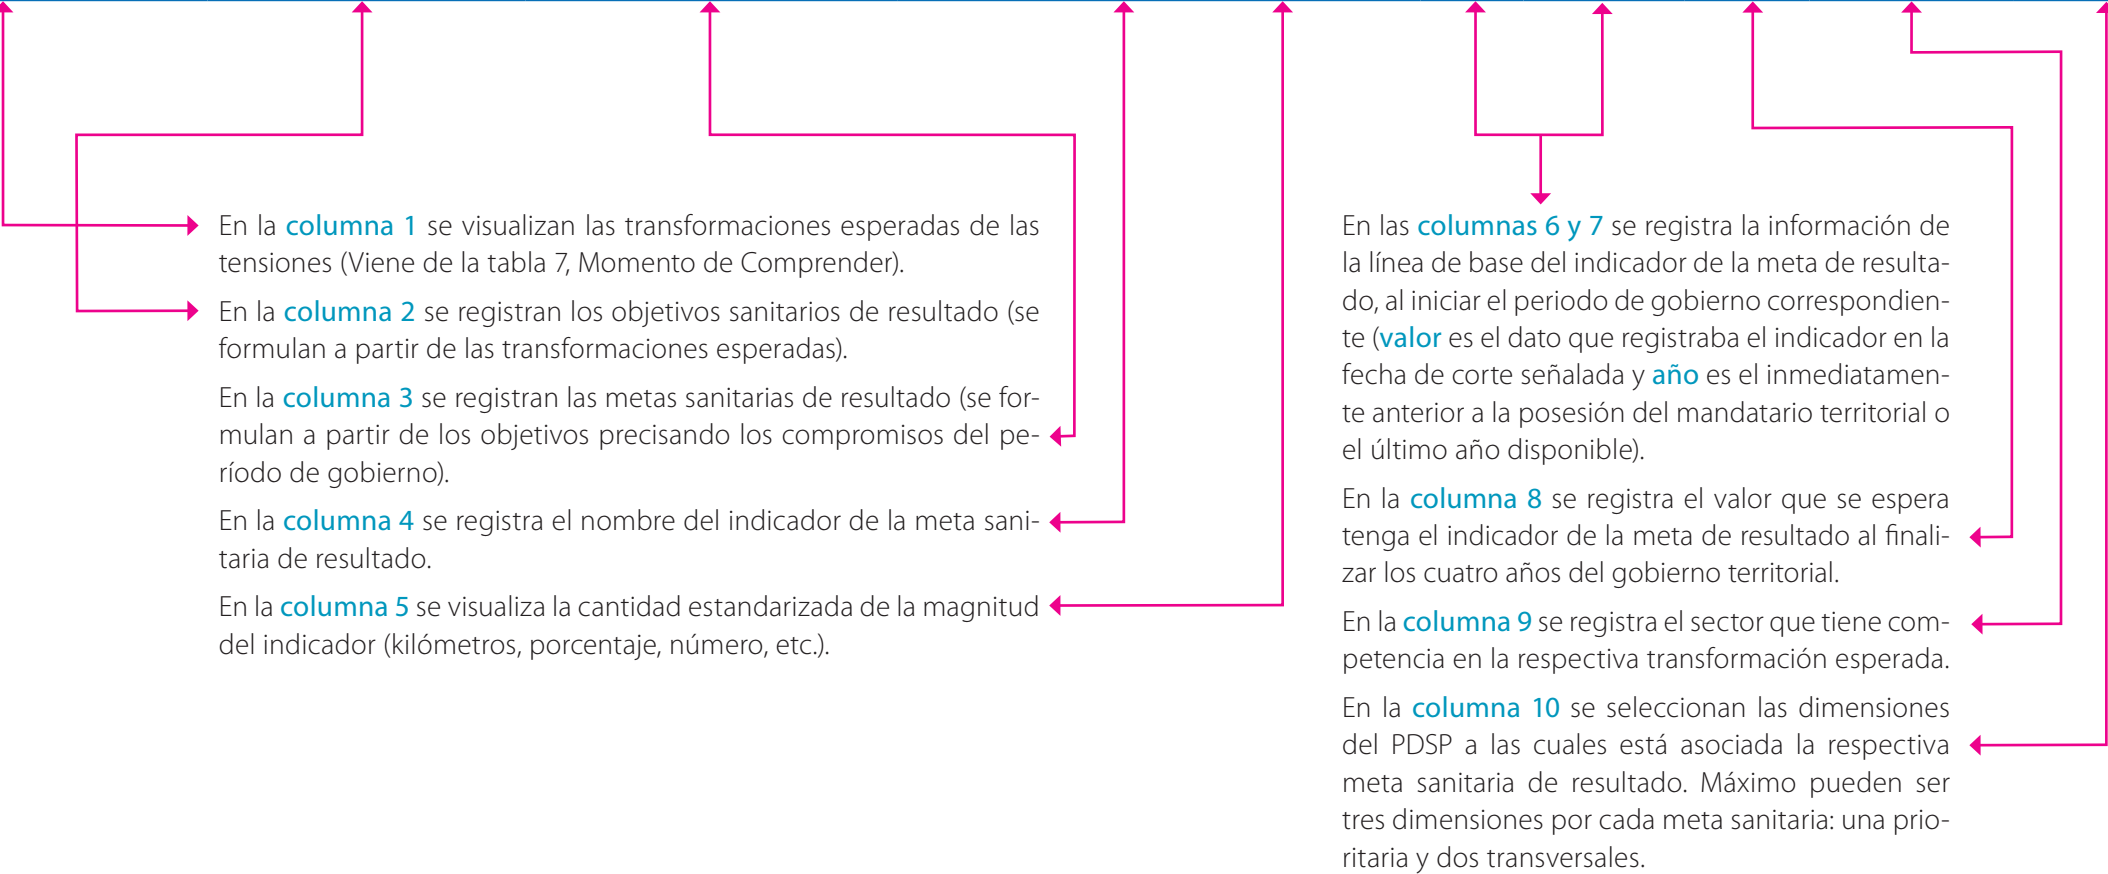 En la columna 1 se visualizan las transformaciones esperadas de las
tensiones (Viene de la tabla 7, Momento de Comprender).
En la columna 2 se registran los objetivos sanitarios de resultado (se
formulan a partir de las transformaciones esperadas).
En la columna 3 se registran las metas sanitarias de resultado (se for-
mulan a partir de los objetivos precisando los compromisos del pe-
ríodo de gobierno).
En la columna 4 se registra el nombre del indicador de la meta sani-
taria de resultado.
En la columna 5 se visualiza la cantidad estandarizada de la magnitud
del indicador (kilómetros, porcentaje, número, etc.).
En las columnas 6 y 7 se registra la información de
la línea de base del indicador de la meta de resulta-
do, al iniciar el periodo de gobierno correspondien-
te (valor es el dato que registraba el indicador en la
fecha de corte señalada y año es el inmediatamen-
te anterior a la posesión del mandatario territorial o
el último año disponible).
En la columna 8 se registra el valor que se espera
tenga el indicador de la meta de resultado al finali-
zar los cuatro años del gobierno territorial.
En la columna 9 se registra el sector que tiene com-
petencia en la respectiva transformación esperada.
En la columna 10 se seleccionan las dimensiones
del PDSP a las cuales está asociada la respectiva
meta sanitaria de resultado. Máximo pueden ser
tres dimensiones por cada meta sanitaria: una prio-
ritaria y dos transversales.